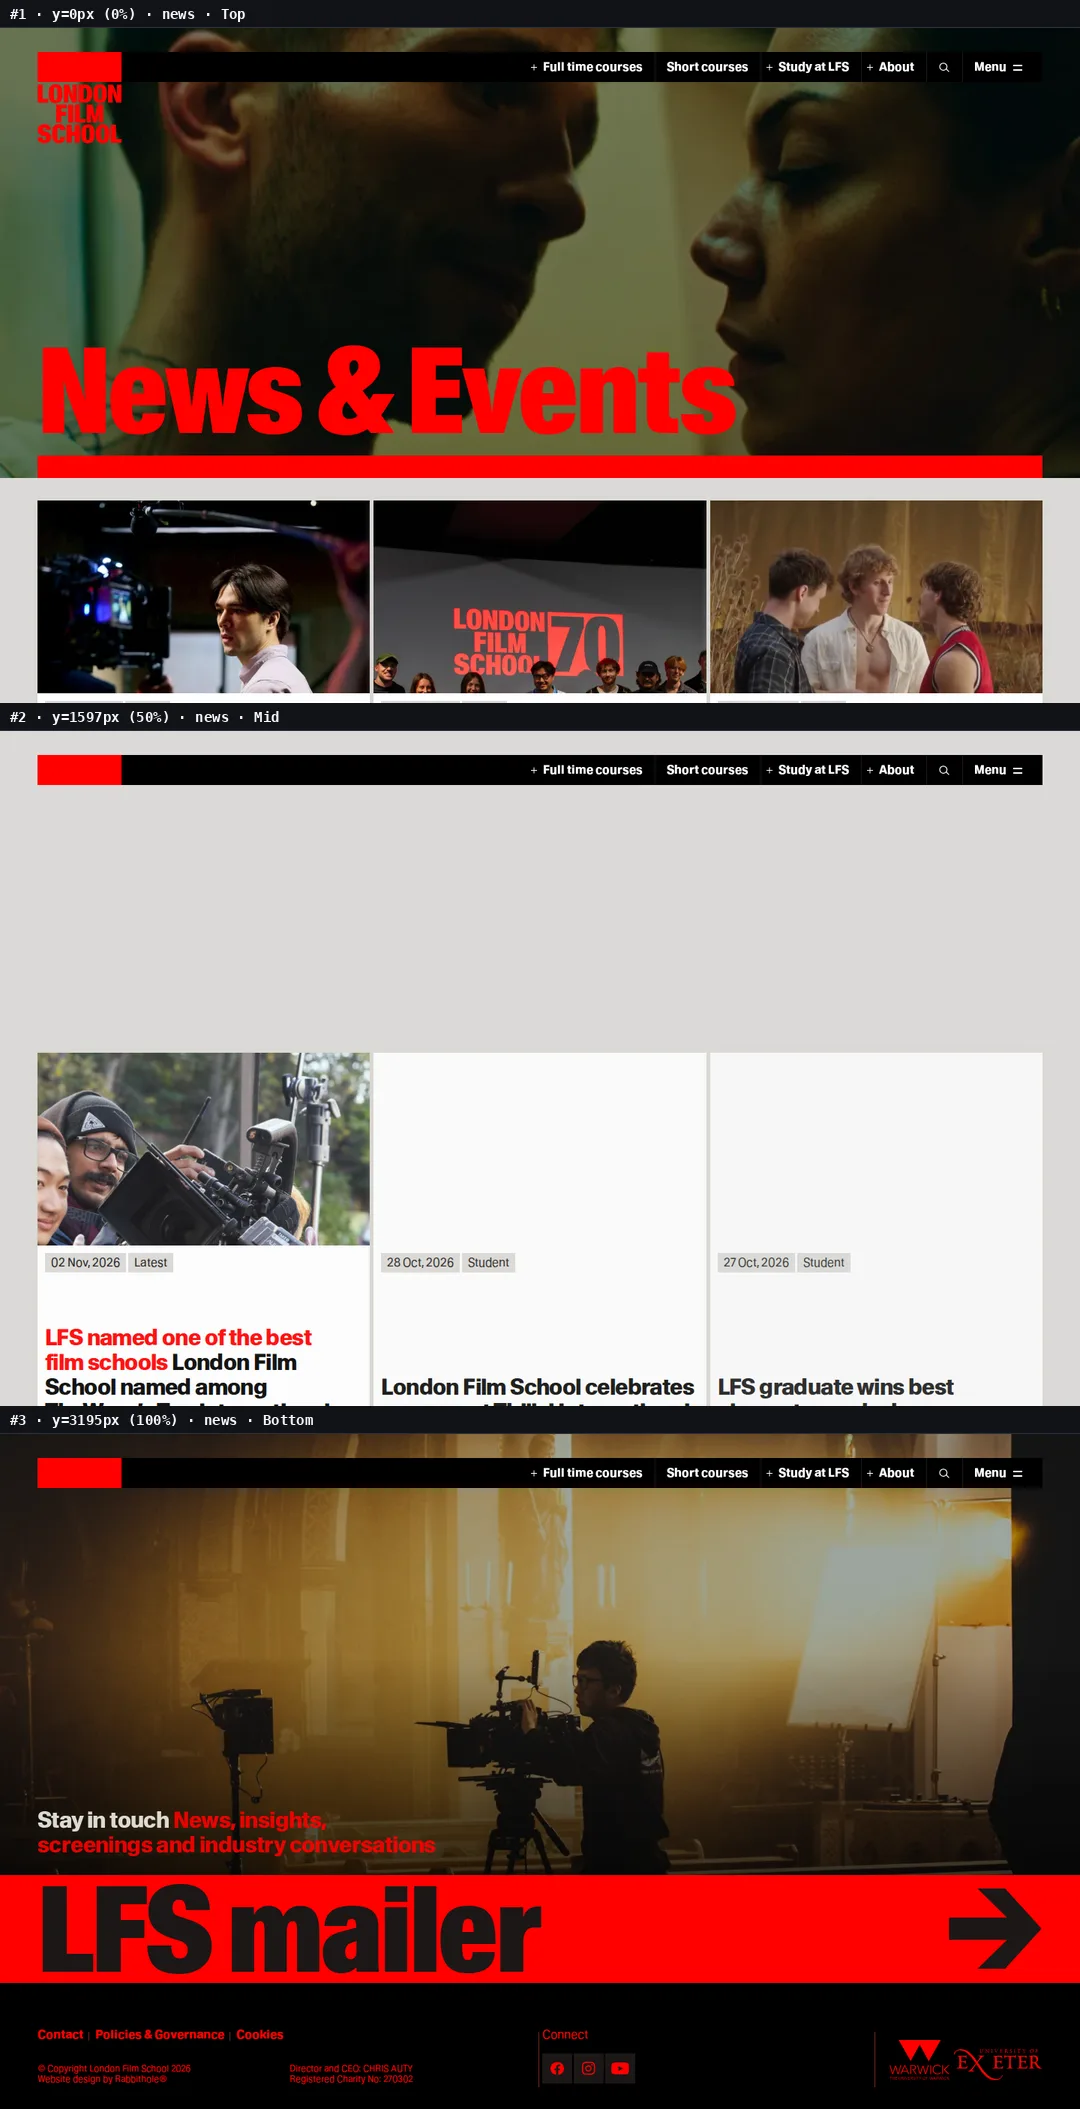 #1 · y=0px (0%) · news · Top
+ Full time courses Short courses + Study at LFS + About Menu
LONDON
FILM
SCHOOL
News & Events
LONDON
FILM
SCHOOL 70
#2 · y=1597px (50%) · news · Mid
+ Full time courses Short courses + Study at LFS + About Menu
02 Nov, 2026 Latest
28 Oct, 2026 Student
27 Oct, 2026 Student
LFS named one of the best
film schools London Film
School named among
London Film School celebrates
LFS graduate wins best
#3 · y=3195px (100%) · news · Bottom
+ Full time courses Short courses + Study at LFS + About Menu
Stay in touch News, insights,
screenings and industry conversations
LFS mailer
Contact | Policies & Governance | Cookies
Connect
© Copyright London Film School 2026
Website design by Rabbithole®
Director and CEO: CHRIS AUTY
Registered Charity No: 270302
WARWICK
UNIVERSITY OF
EXETER